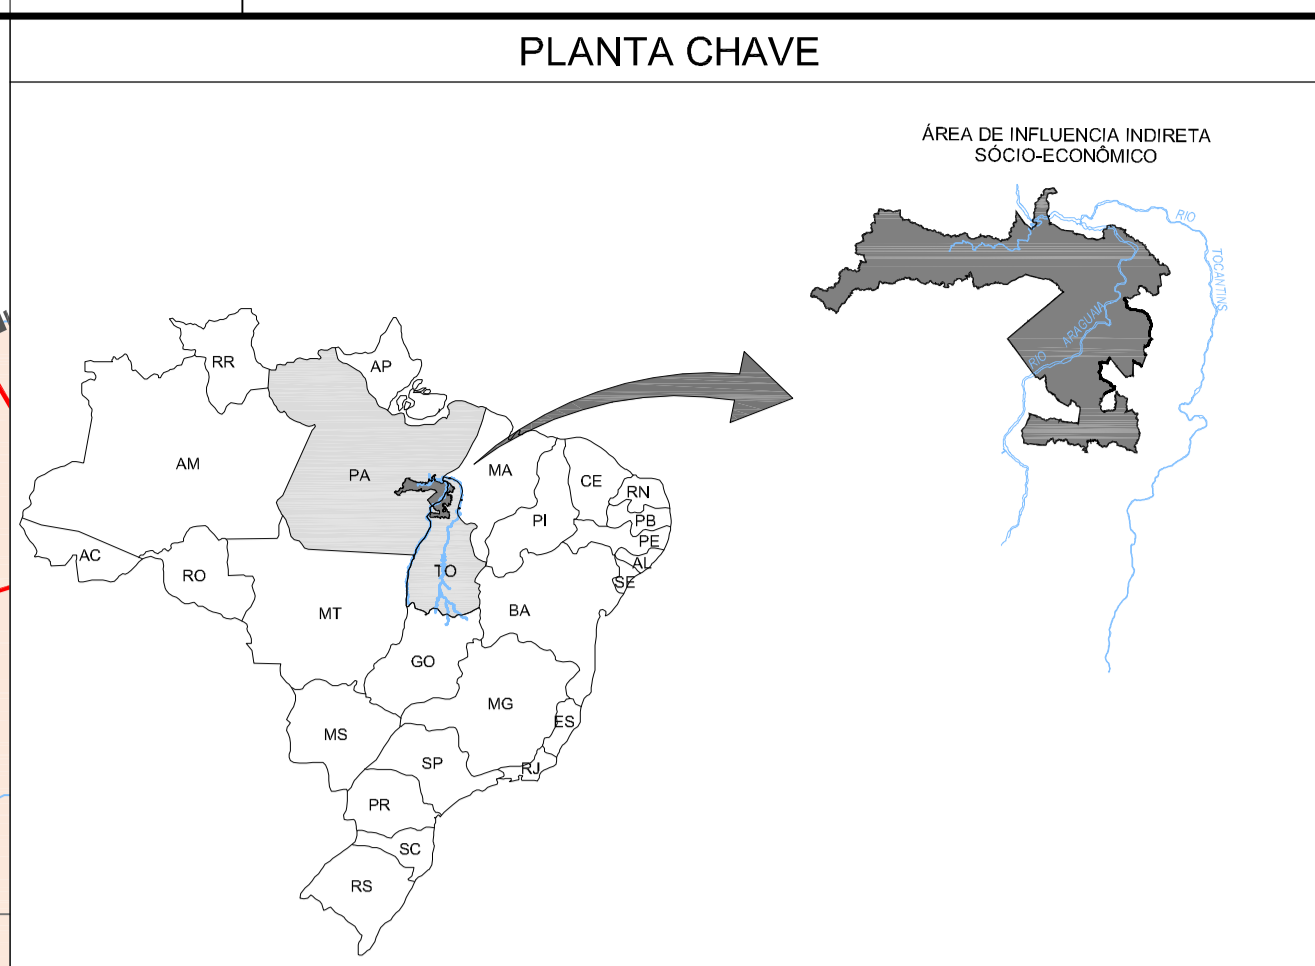 PLANTA CHAVE
ÁREA DE INFLUENCIA INDIRETA
SÓCIO-ECONÔMICO
RIO
TOCANTINS
RIO ARAGUAIA
RR
AP
AM
PA
MA
CE
RN
PB
PI
PE
AL
SE
AC
RO
TO
MT
BA
GO
MG
ES
MS
SP
RJ
PR
SC
RS